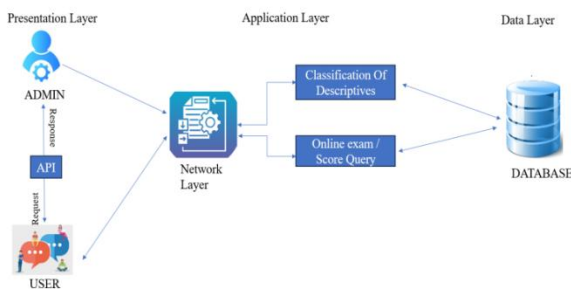 Presentation Layer
Application Layer
Data Layer
ADMIN
Response
API
Request
USER
Network
Layer
Classification Of
Descriptives
Online exam /
Score Query
DATABASE